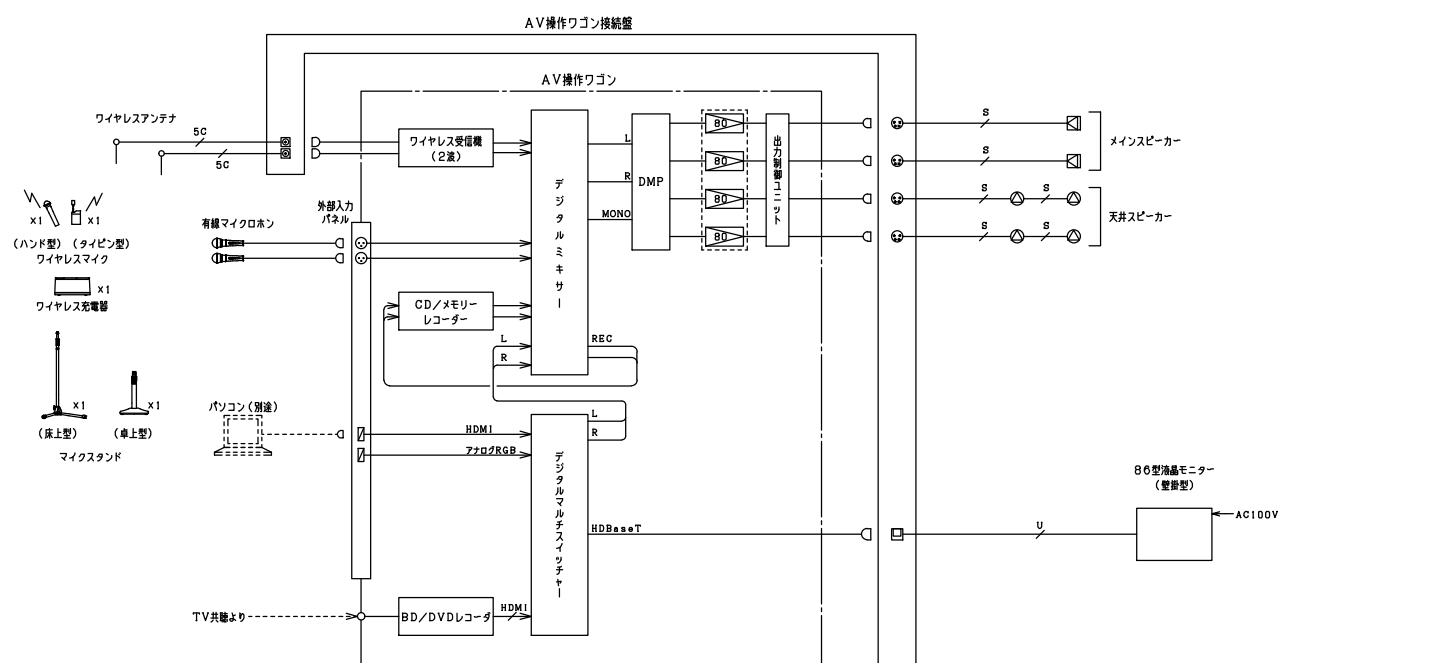 AV操作ワゴン接続盤
AV操作ワゴン
ワイヤレスアンテナ
5C
5C
ワイヤレス受信機
(2波)
デジタルミキサー
L
R
MONO
DMP
80
80
80
80
出力制御ユニット
S
S
メインスピーカー
S
S
S
S
天井スピーカー
x1
x1
(ハンド型)
(タイピン型)
ワイヤレスマイク
有線マイクロホン
外部入力
パネル
x1
ワイヤレス充電器
CD/メモリー
レコーダー
L
R
REC
x1
x1
(床上型)
(卓上型)
マイクスタンド
パソコン(別途)
HDMI
アナログRGB
L
R
デジタルマルチスイッチャー
HDBaseT
U
86型液晶モニター
(壁掛型)
AC100V
TV共聴より
BD/DVDレコーダ
HDMI